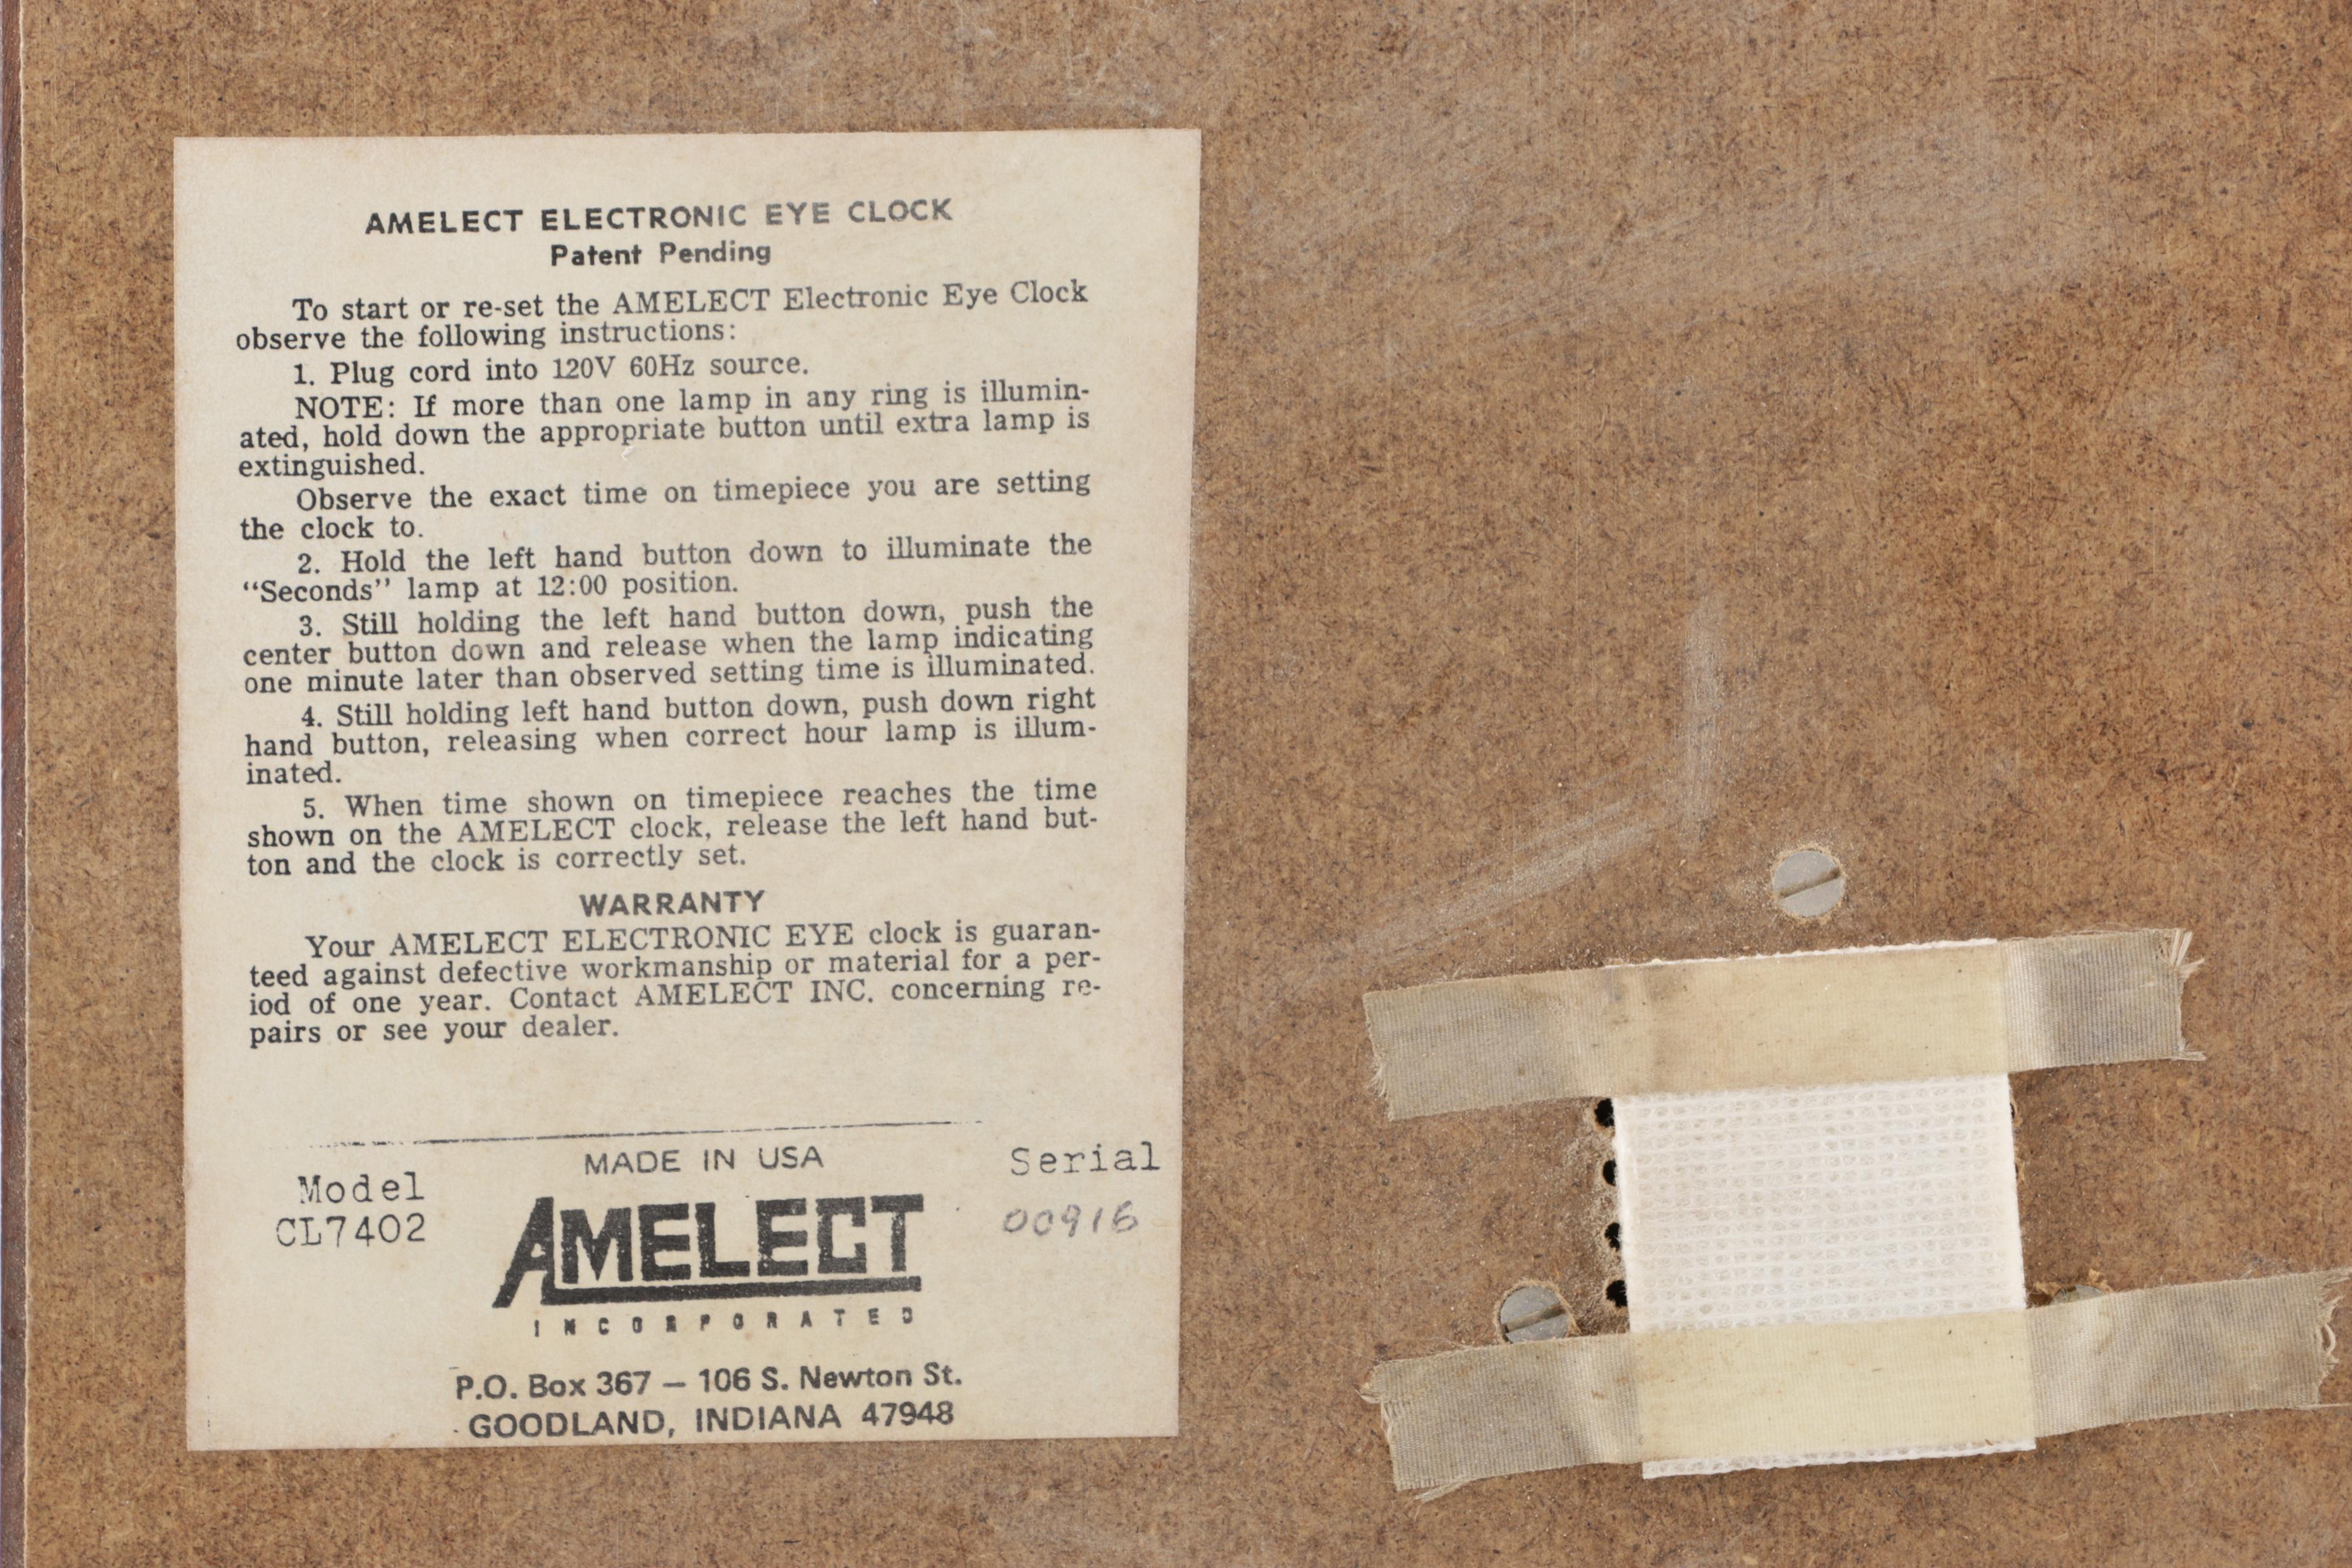 AMELECT ELECTRONIC EYE CLOCK
Patent Pending
To start or re-set the AMELECT Electronic Eye Clock
observe the following instructions:
1. Plug cord into 120V 60Hz source.
NOTE: If more than one lamp in any ring is illumin-
ated, hold down the appropriate button until extra lamp is
extinguished.
Observe the exact time on timepiece you are setting
the clock to.
2. Hold the left hand button down to illuminate the
“Seconds” lamp at 12:00 position.
3. Still holding the left hand button down, push the
center button down and release when the lamp indicating
one minute later than observed setting time is illuminated.
4. Still holding left hand button down, push down right
hand button, releasing when correct hour lamp is illum-
inated.
5. When time shown on timepiece reaches the time
shown on the AMELECT clock, release the left hand but-
ton and the clock is correctly set.
WARRANTY
Your AMELECT ELECTRONIC EYE clock is guaran-
teed against defective workmanship or material for a per-
iod of one year. Contact AMELECT INC. concerning re-
pairs or see your dealer.
MADE IN USA
Model
CL7402
Serial
00916
AMELECT
INCORPORATED
P.O. Box 367 — 106 S. Newton St.
GOODLAND, INDIANA 47948